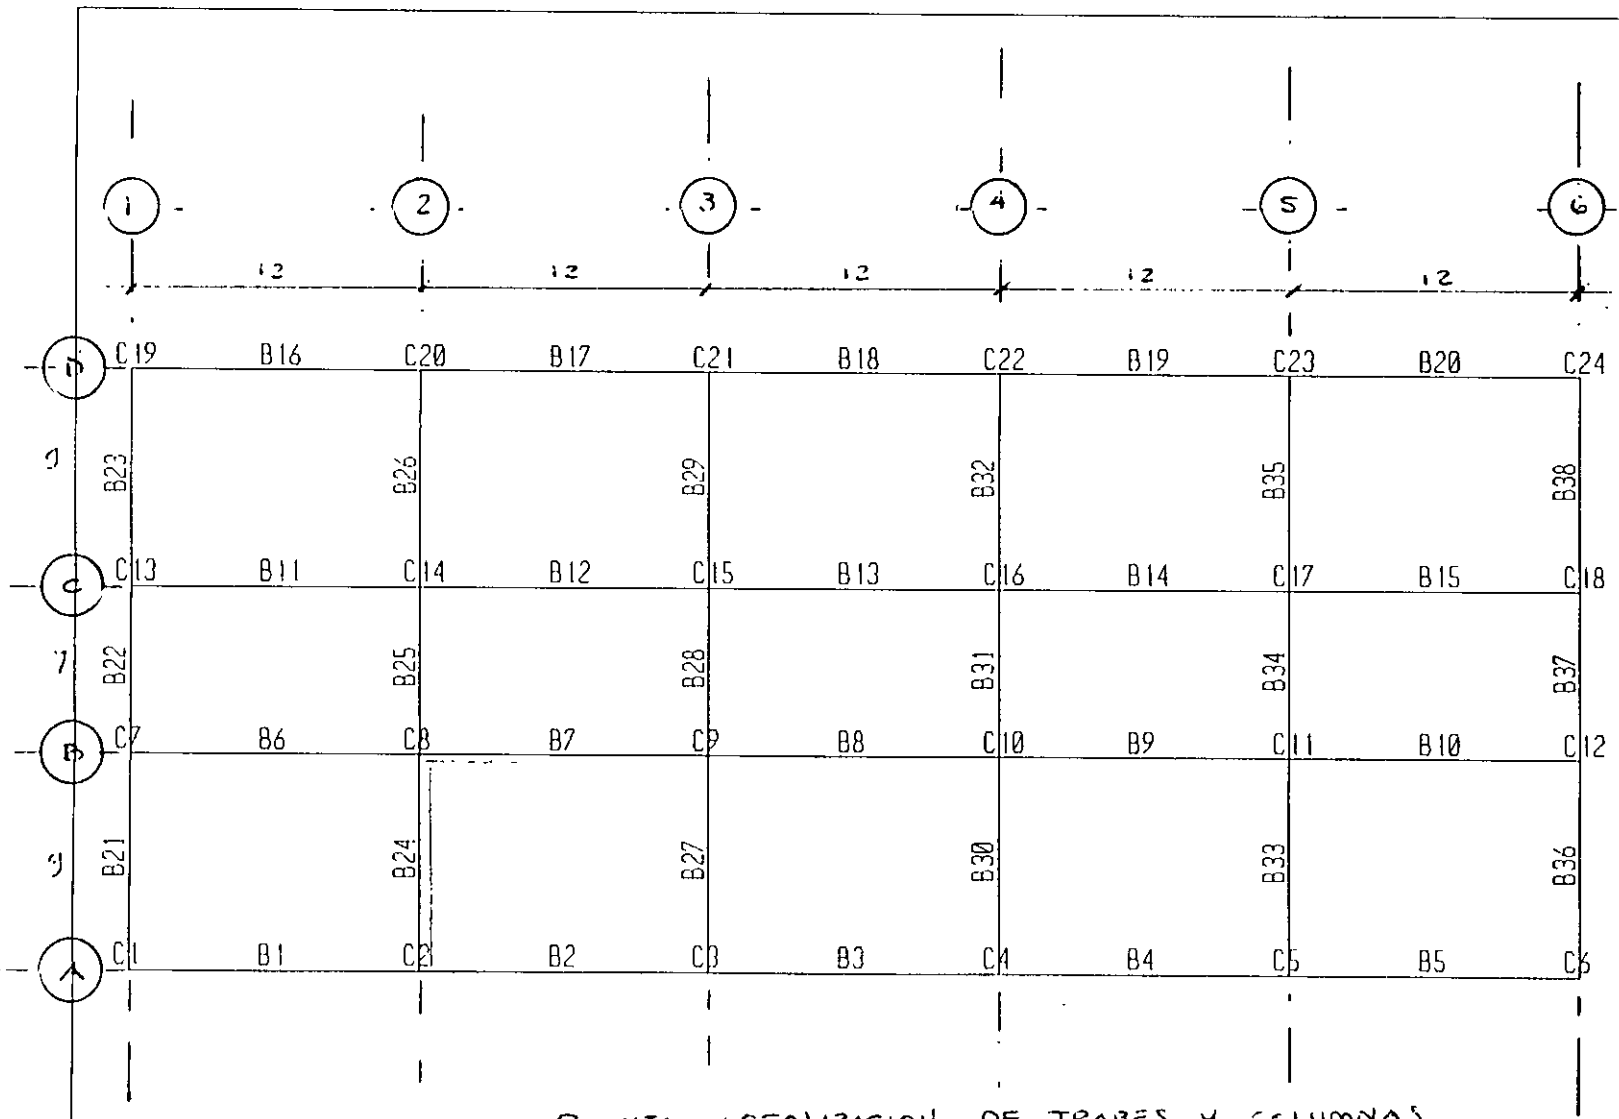 1 2 3 4 5 6
12 12 12 12 12
D C19 B16 C20 B17 C21 B18 C22 B19 C23 B20 C24
9 B23 B26 B29 B32 B35 B38
C C13 B11 C14 B12 C15 B13 C16 B14 C17 B15 C18
7 B22 B25 B28 B31 B34 B37
B C7 B6 C8 B7 C9 B8 C10 B9 C11 B10 C12
9 B21 B24 B27 B30 B33 B36
A C1 B1 C2 B2 C3 B3 C4 B4 C5 B5 C6
DE TRABES Y COLUMNAS